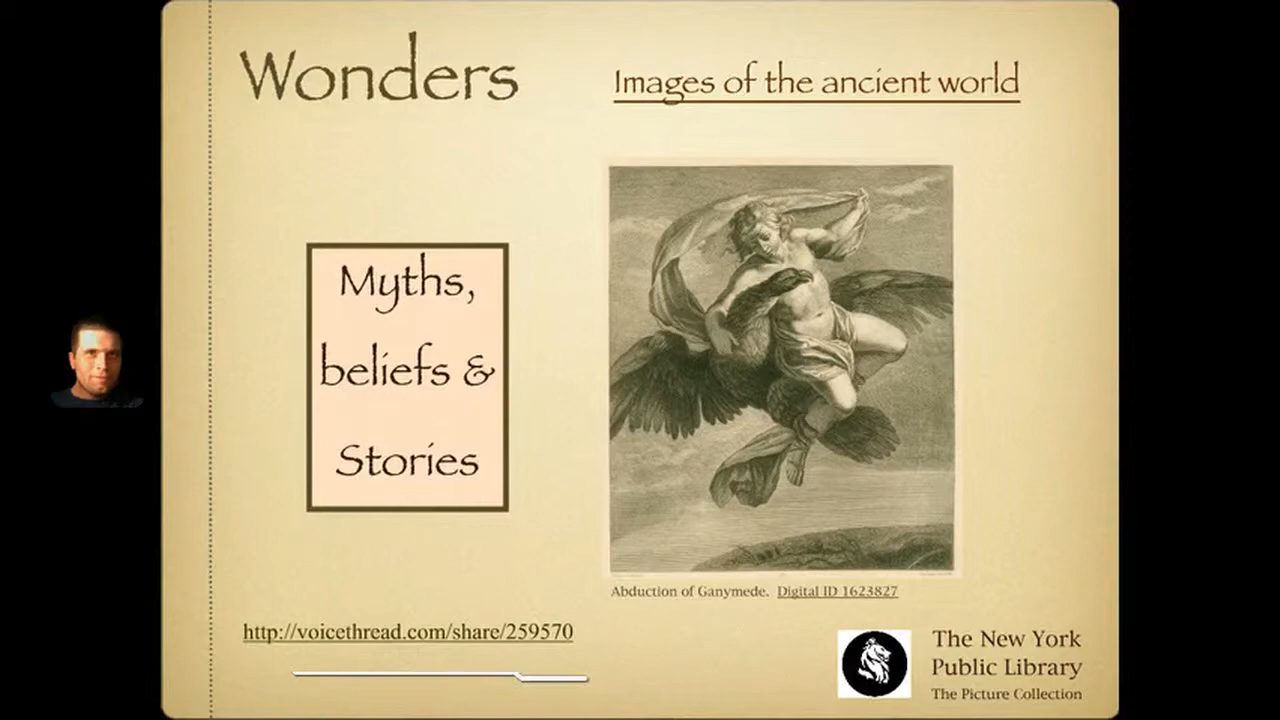 Wonders
Images of the ancient world
Myths,
beliefs &
Stories
Abduction of Ganymede. Digital ID 1623827
http://voicethread.com/share/259570
The New York
Public Library
The Picture Collection